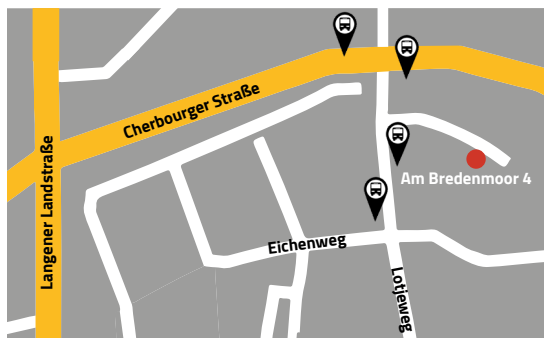 Cherbourger Straße
Langener Landstraße
Am Bredenmoor 4
Eichenweg
Lotjeweg